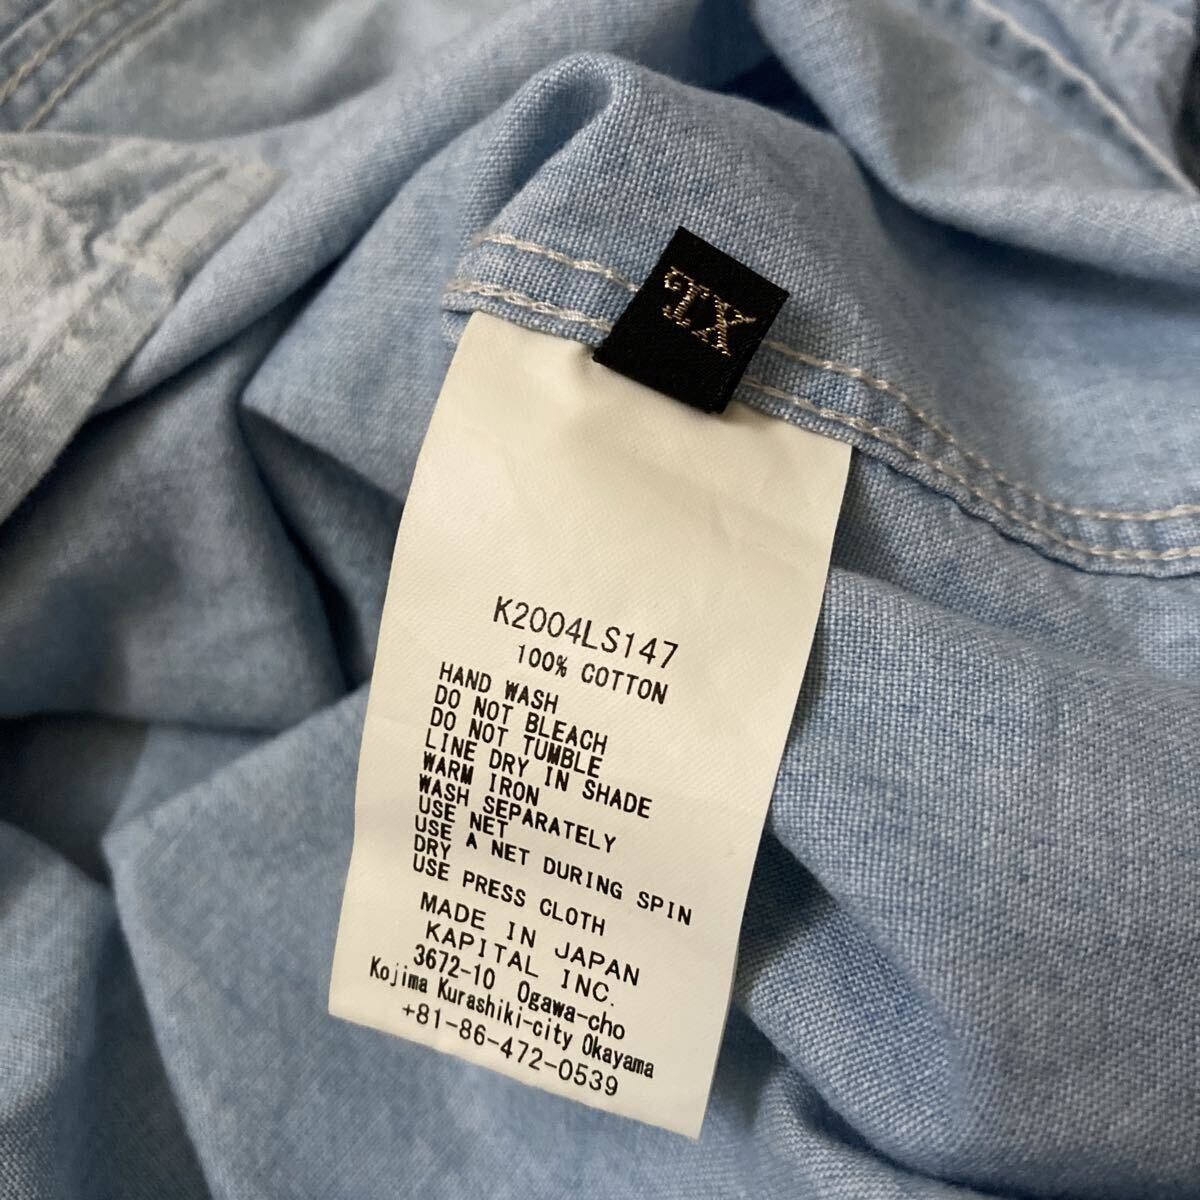 XL
K2004LS147
100% COTTON
HAND WASH
DO NOT BLEACH
DO NOT TUMBLE
LINE DRY IN SHADE
WARM IRON
WASH SEPARATELY
USE NET
USE A NET DURING SPIN
DRY
USE PRESS CLOTH
MADE IN JAPAN
KAPITAL INC.
3672-10 Ogawa-cho
Kojima Kurashiki-city Okayama
+81-86-472-0539